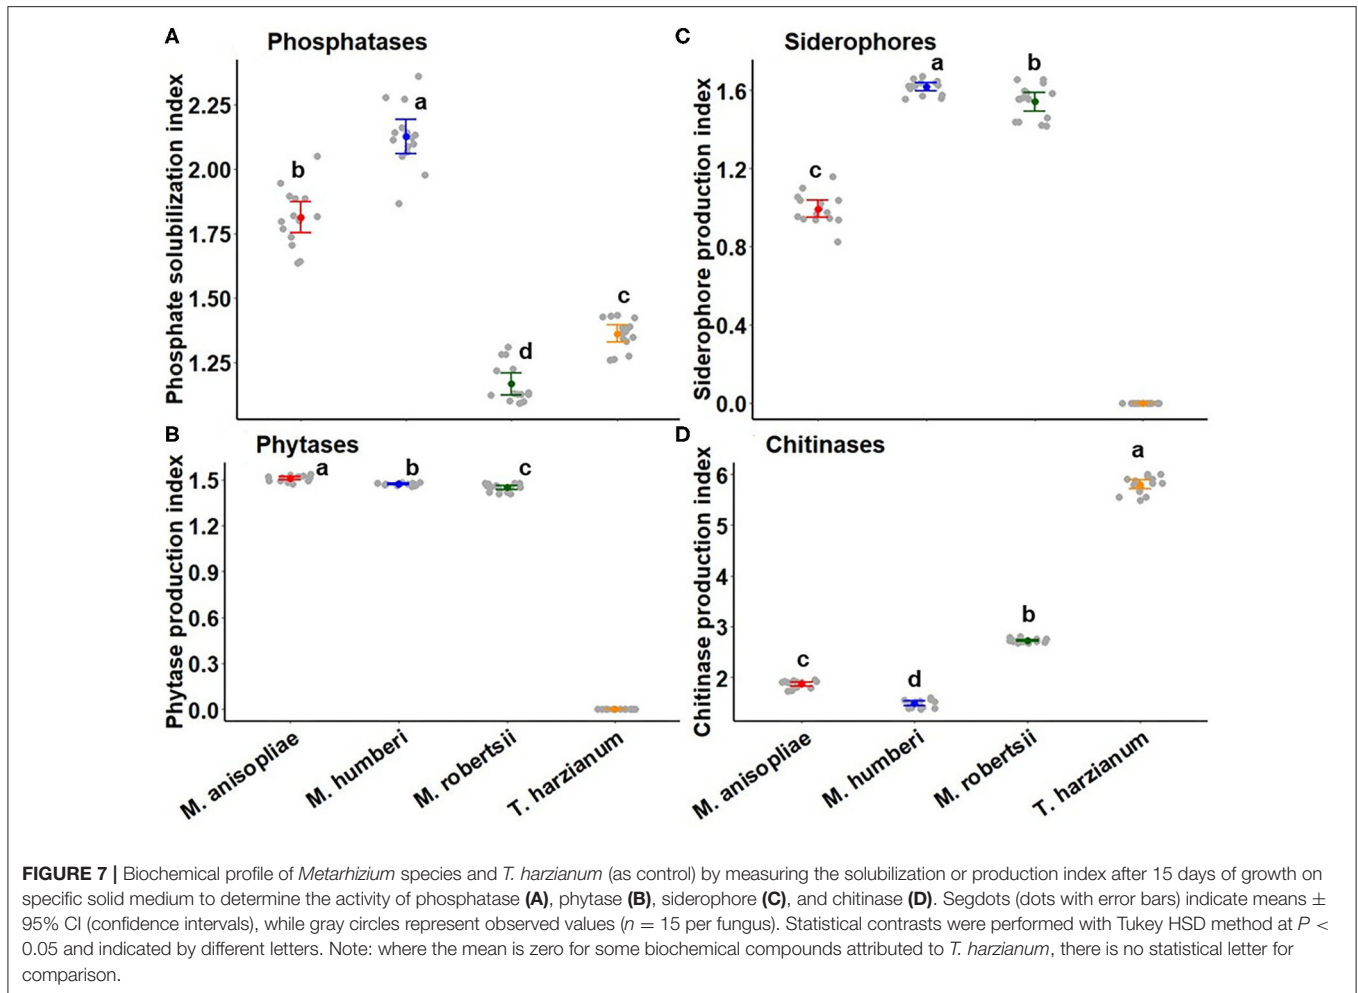 A
Phosphatases
Phosphate solubilization index
2.25
2.00
1.75
1.50
1.25
b
a
d
c
C
Siderophores
Siderophore production index
1.6
1.2
0.8
0.4
0.0
c
a
b
B
Phytases
Phytase production index
1.5
1.2
0.9
0.6
0.3
0.0
a
b
c
M. anisopliae
M. humberi
M. robertsii
T. harzianum
D
Chitinases
Chitinase production index
6
5
4
3
2
c
d
b
a
M. anisopliae
M. humberi
M. robertsii
T. harzianum
FIGURE 7 | Biochemical profile of Metarhizium species and T. harzianum (as control) by measuring the solubilization or production index after 15 days of growth on
specific solid medium to determine the activity of phosphatase (A), phytase (B), siderophore (C), and chitinase (D). Segdots (dots with error bars) indicate means ±
95% CI (confidence intervals), while gray circles represent observed values (n = 15 per fungus). Statistical contrasts were performed with Tukey HSD method at P <
0.05 and indicated by different letters. Note: where the mean is zero for some biochemical compounds attributed to T. harzianum, there is no statistical letter for
comparison.